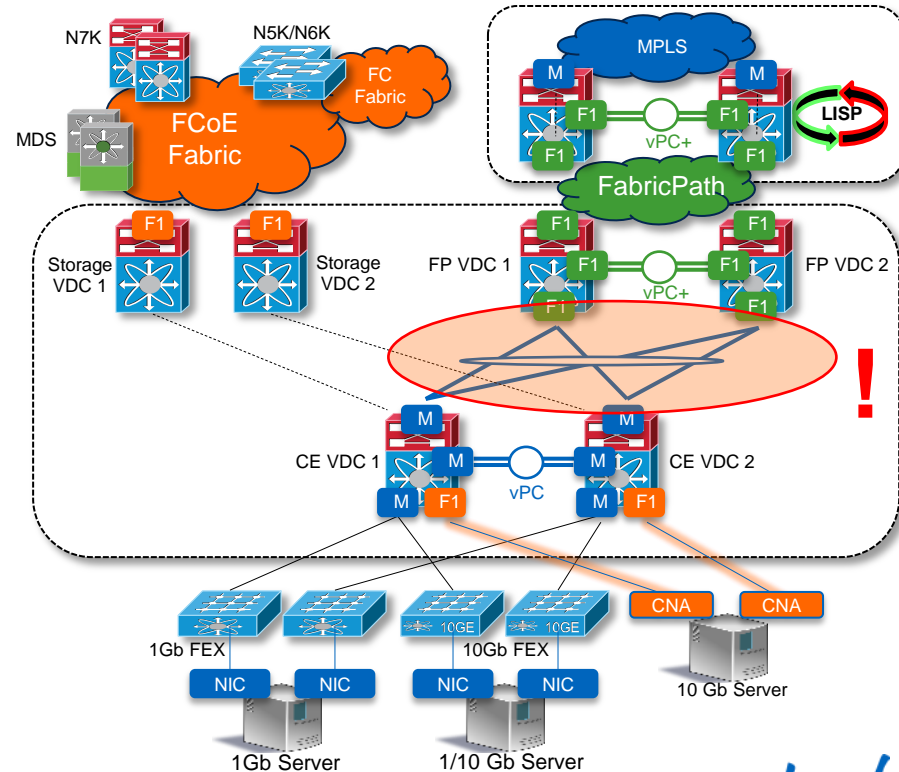 N7K
N5K/N6K
FC
Fabric
MDS
FCoE
Fabric
MPLS
M
M
F1
F1
vPC+
LISP
F1
F1
FabricPath
F1
F1
F1
F1
Storage
VDC 1
Storage
VDC 2
FP VDC 1
F1
F1
vPC+
FP VDC 2
F1
F1
!
M
M
CE VDC 1
M
M
CE VDC 2
vPC
M
F1
M
F1
CNA
CNA
10GE
10GE
1Gb FEX
10Gb FEX
NIC
NIC
NIC
NIC
10 Gb Server
1Gb Server
1/10 Gb Server